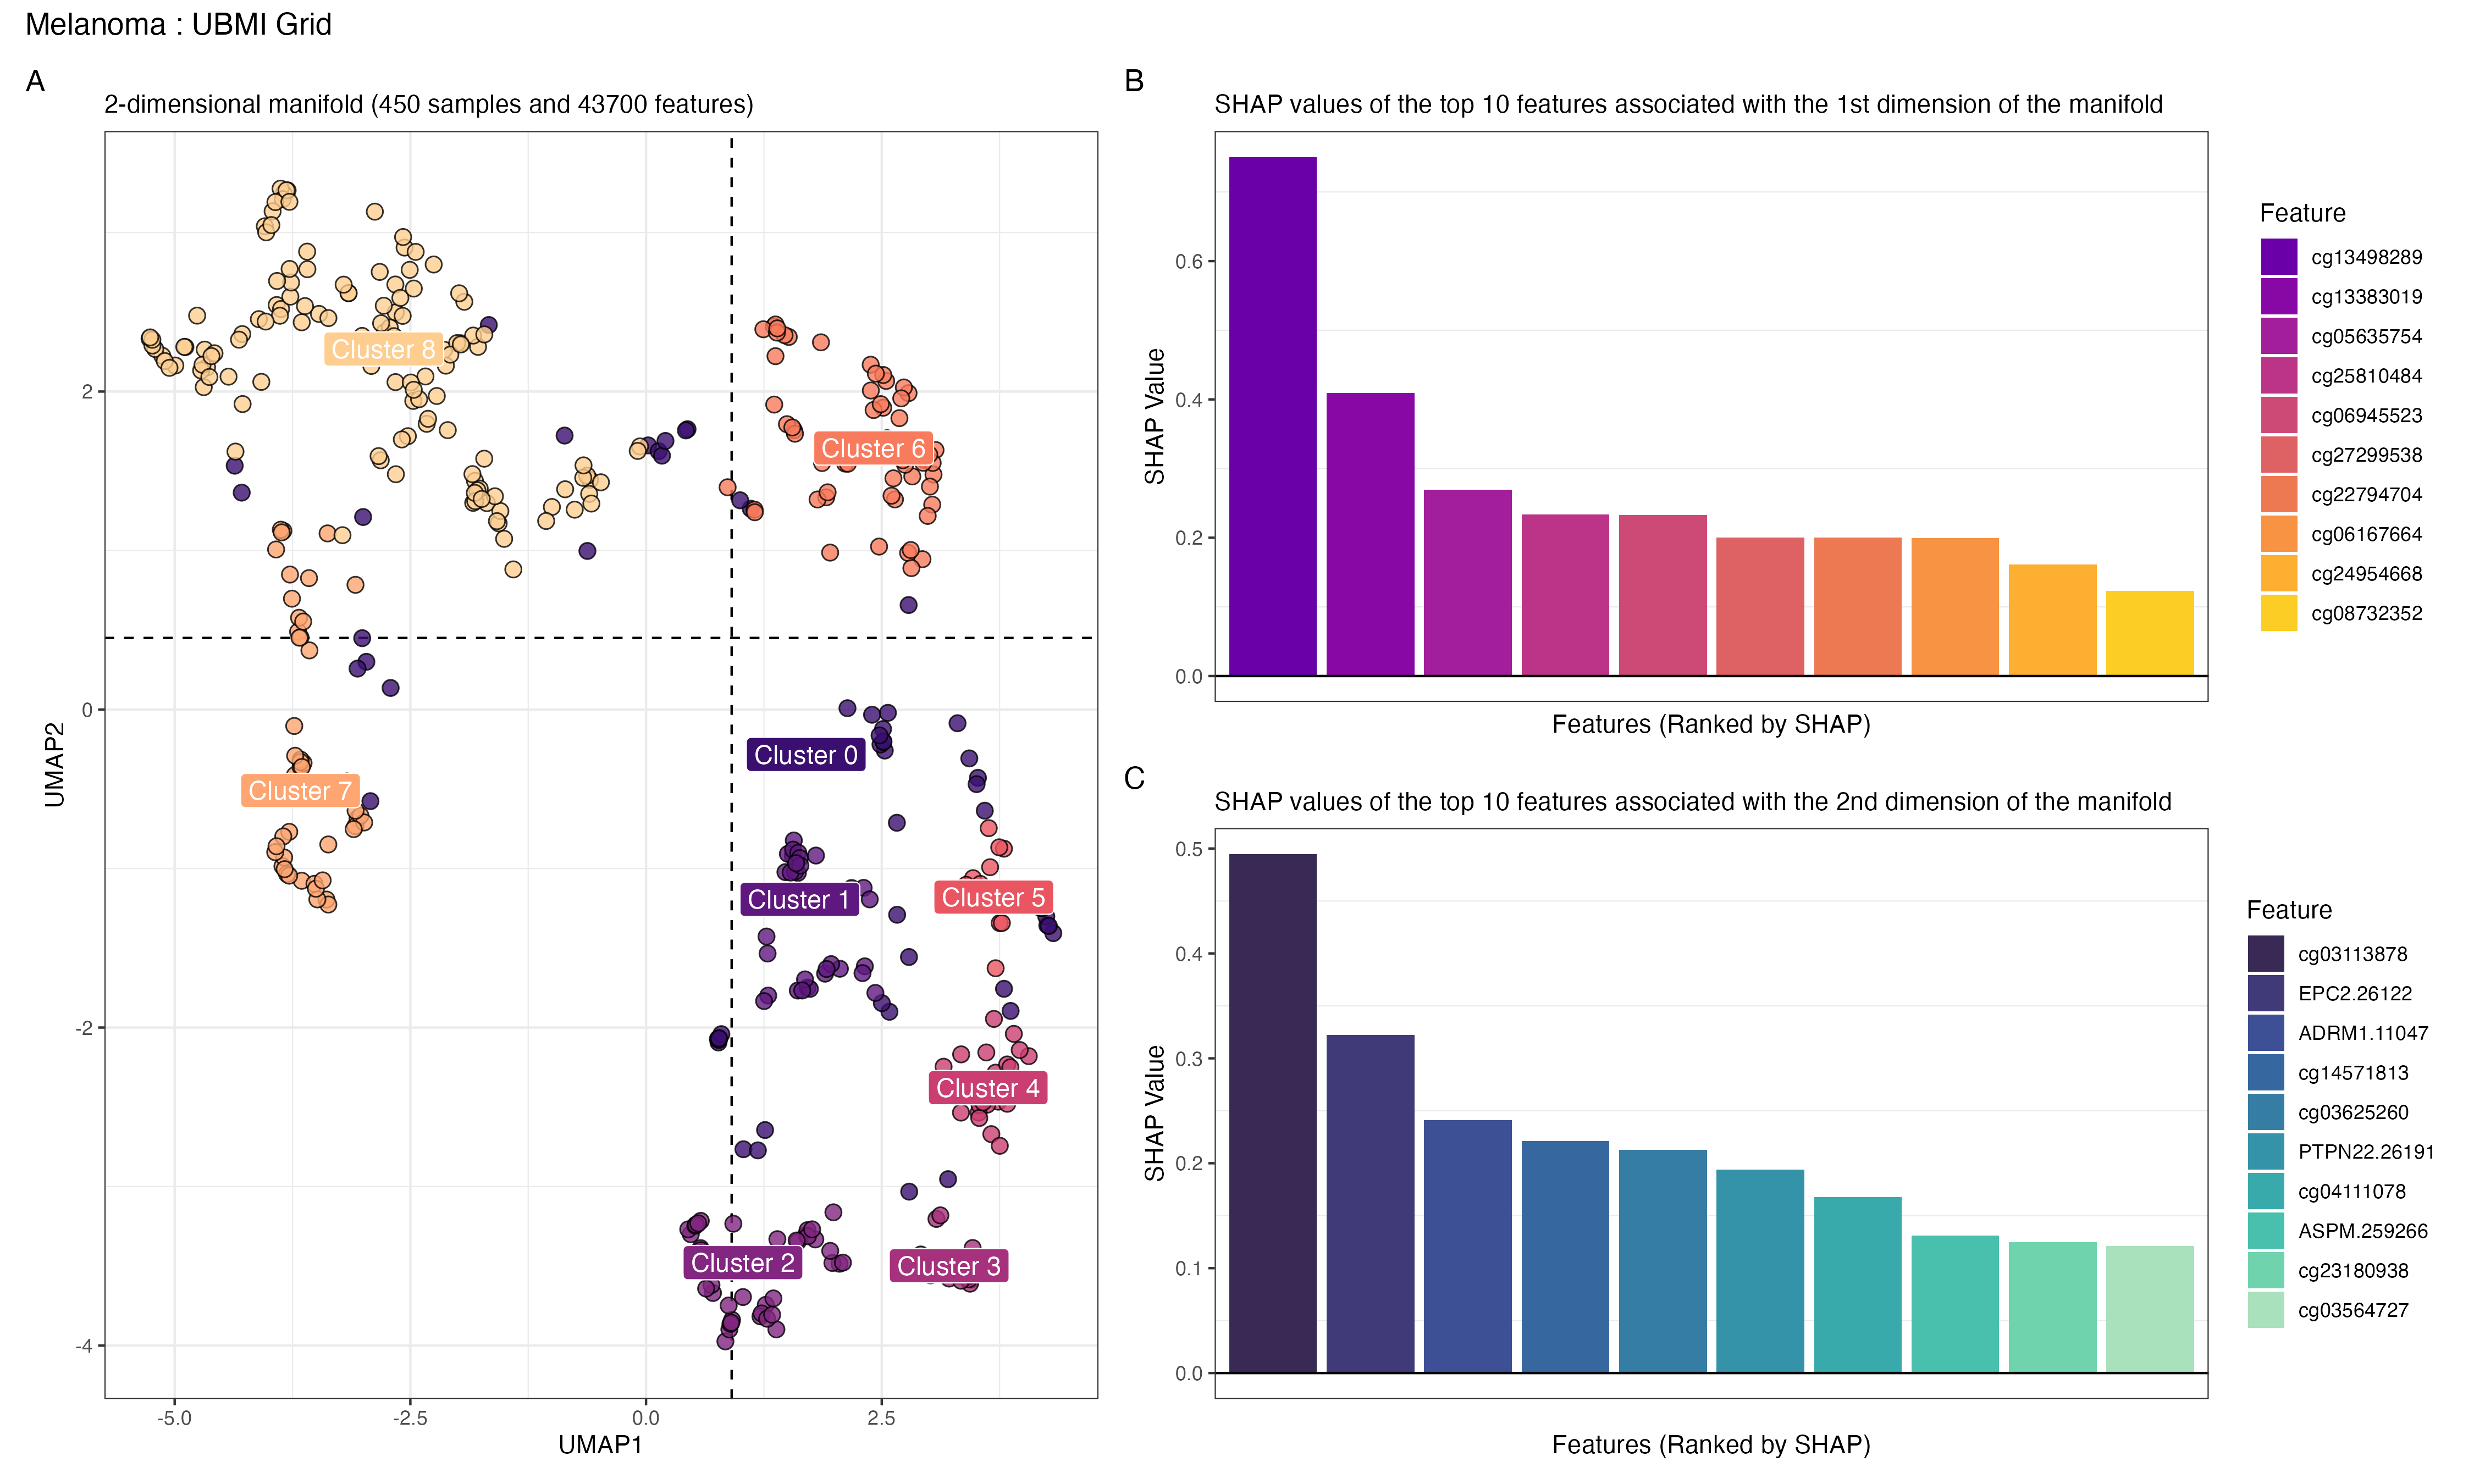 Melanoma : UBMI Grid
A
2-dimensional manifold (450 samples and 43700 features)
UMAP2
2
0
-2
-4
Cluster 8
Cluster 6
Cluster 0
Cluster 7
Cluster 1
Cluster 5
Cluster 4
Cluster 2
Cluster 3
-5.0
-2.5
0.0
2.5
UMAP1
B
SHAP values of the top 10 features associated with the 1st dimension of the manifold
SHAP Value
0.6
0.4
0.2
0.0
Features (Ranked by SHAP)
Feature
cg13498289
cg13383019
cg05635754
cg25810484
cg06945523
cg27299538
cg22794704
cg06167664
cg24954668
cg08732352
C
SHAP values of the top 10 features associated with the 2nd dimension of the manifold
SHAP Value
0.5
0.4
0.3
0.2
0.1
0.0
Features (Ranked by SHAP)
Feature
cg03113878
EPC2.26122
ADRM1.11047
cg14571813
cg03625260
PTPN22.26191
cg04111078
ASPM.259266
cg23180938
cg03564727